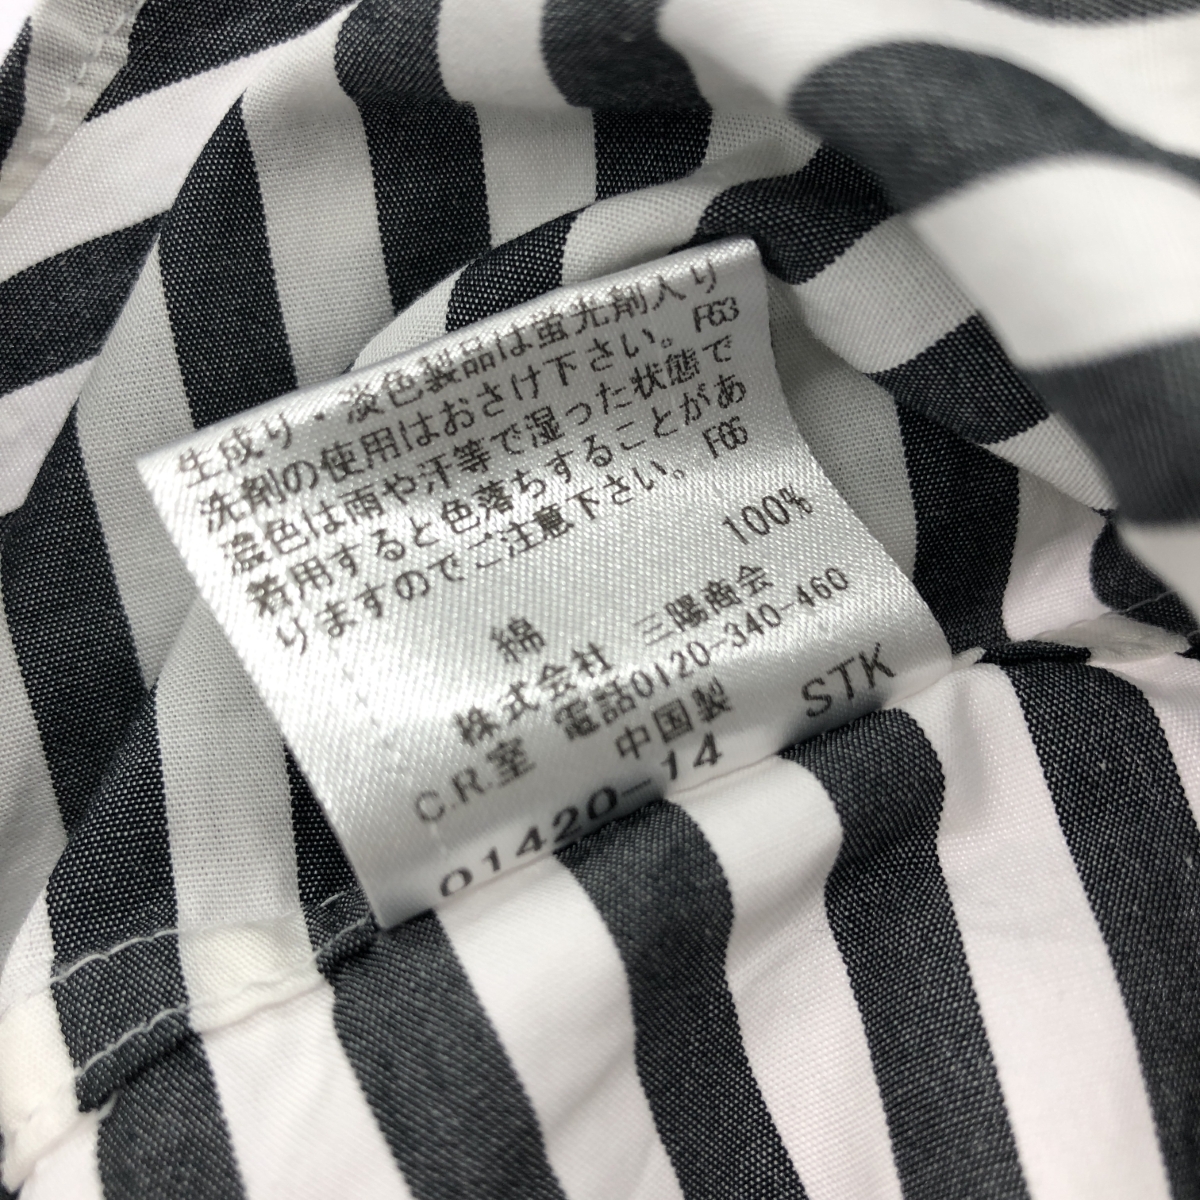 生成り・淡色製品は蛍光剤入り
洗剤の使用はおさけ下さい。F63
濃色は雨や汗等で湿った状態で
着用すると色落ちすることがあ
りますのでご注意下さい。F66
綿 100%
株式会社 三陽商会
C.R.室 電話0120-340-460
中国製 STK
01420-14